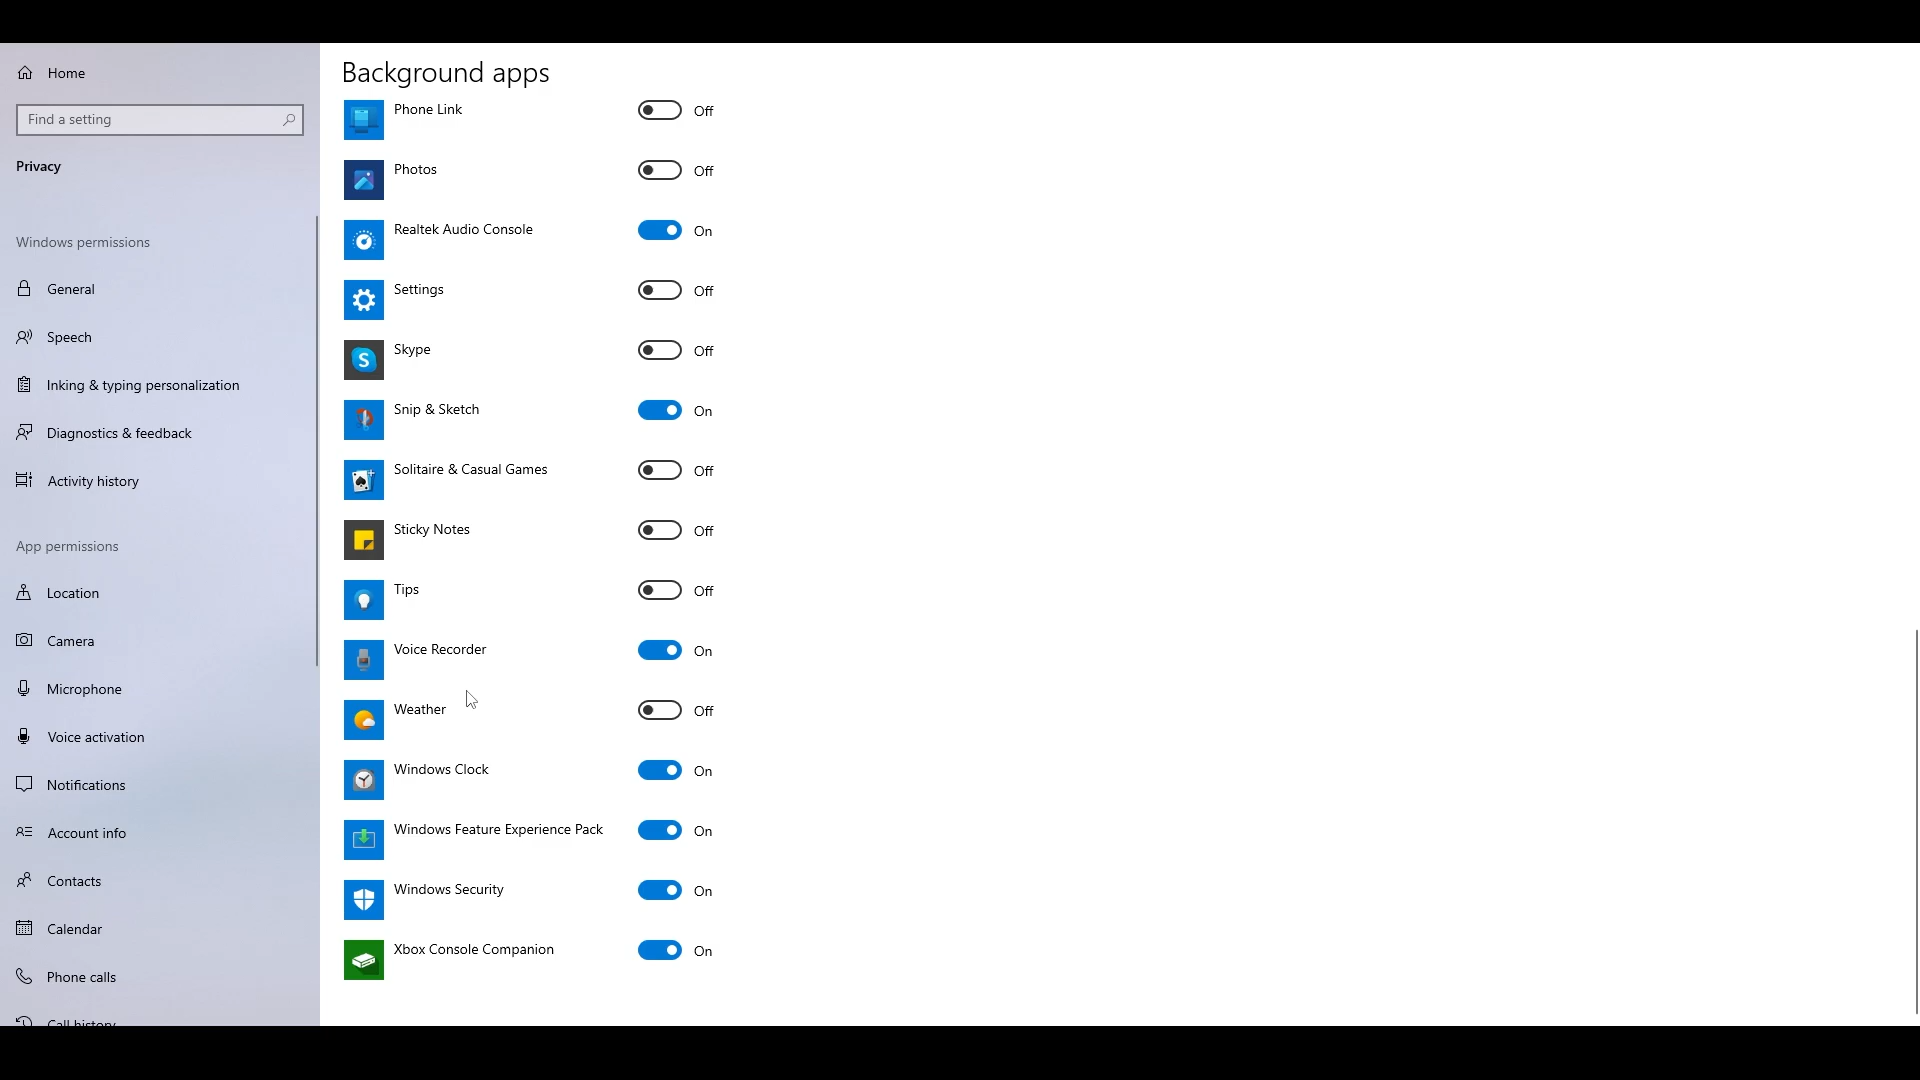 Home
Find a setting
Privacy
Windows permissions
General
Speech
Inking & typing personalization
Diagnostics & feedback
Activity history
App permissions
Location
Camera
Microphone
Voice activation
Notifications
Account info
Contacts
Calendar
Phone calls
Call history
Background apps
Phone Link Off
Photos Off
Realtek Audio Console On
Settings Off
Skype Off
Snip & Sketch On
Solitaire & Casual Games Off
Sticky Notes Off
Tips Off
Voice Recorder On
Weather Off
Windows Clock On
Windows Feature Experience Pack On
Windows Security On
Xbox Console Companion On